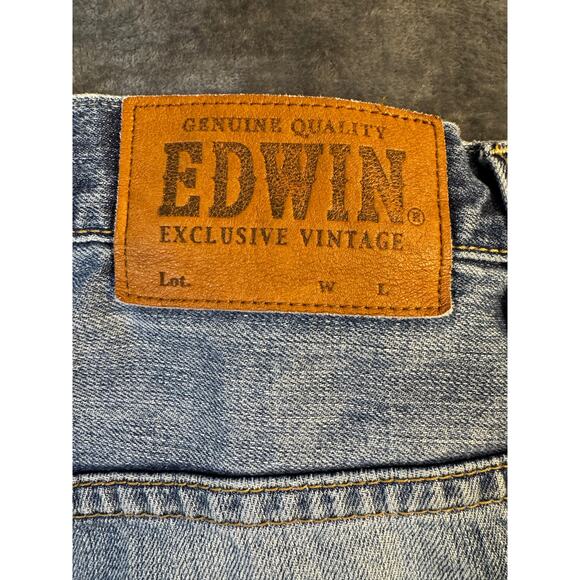 GENUINE QUALITY
EDWIN®
EXCLUSIVE VINTAGE
Lot. W L